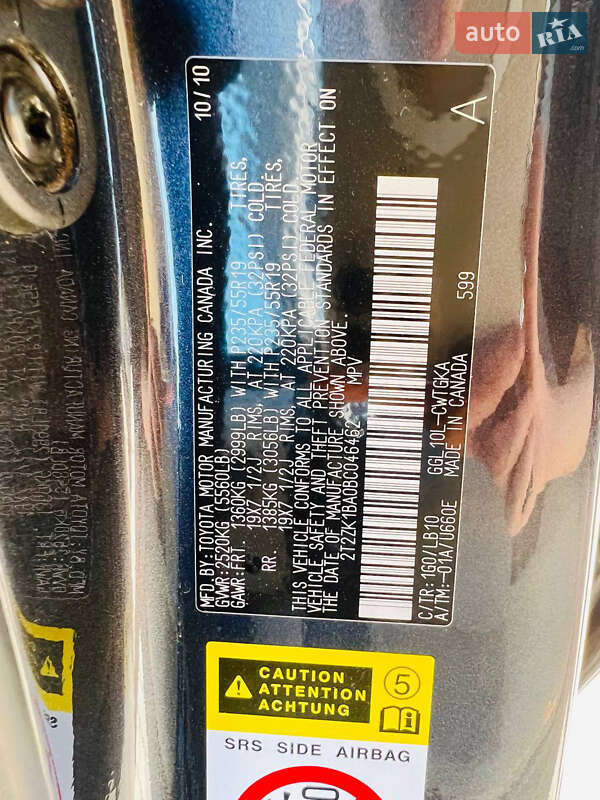 auto RIA
.com
MFD.BY:TOYOTA MOTOR MANUFACTURING CANADA INC. 10/10
GVWR:2520KG (5560LB)
GAWR:FRT. 1360KG (2999LB) WITH P235/55R19 TIRES,
19X7 1/2J RIMS, AT 220KPA (32PSI) COLD.
RR. 1385KG (3056LB) WITH P235/55R19 TIRES,
19X7 1/2J RIMS, AT 220KPA (32PSI) COLD.
THIS VEHICLE CONFORMS TO ALL APPLICABLE FEDERAL MOTOR
VEHICLE SAFETY AND THEFT PREVENTION STANDARDS IN EFFECT ON
THE DATE OF MANUFACTURE SHOWN ABOVE.
2T2ZK1BA0BC046462 MPV
C/TR:1G0/LB10 GGL10L-CWTGKA
A/TM:-01A/U660E MADE IN CANADA 599 A
CAUTION
ATTENTION
ACHTUNG
5
i
SRS SIDE AIRBAG